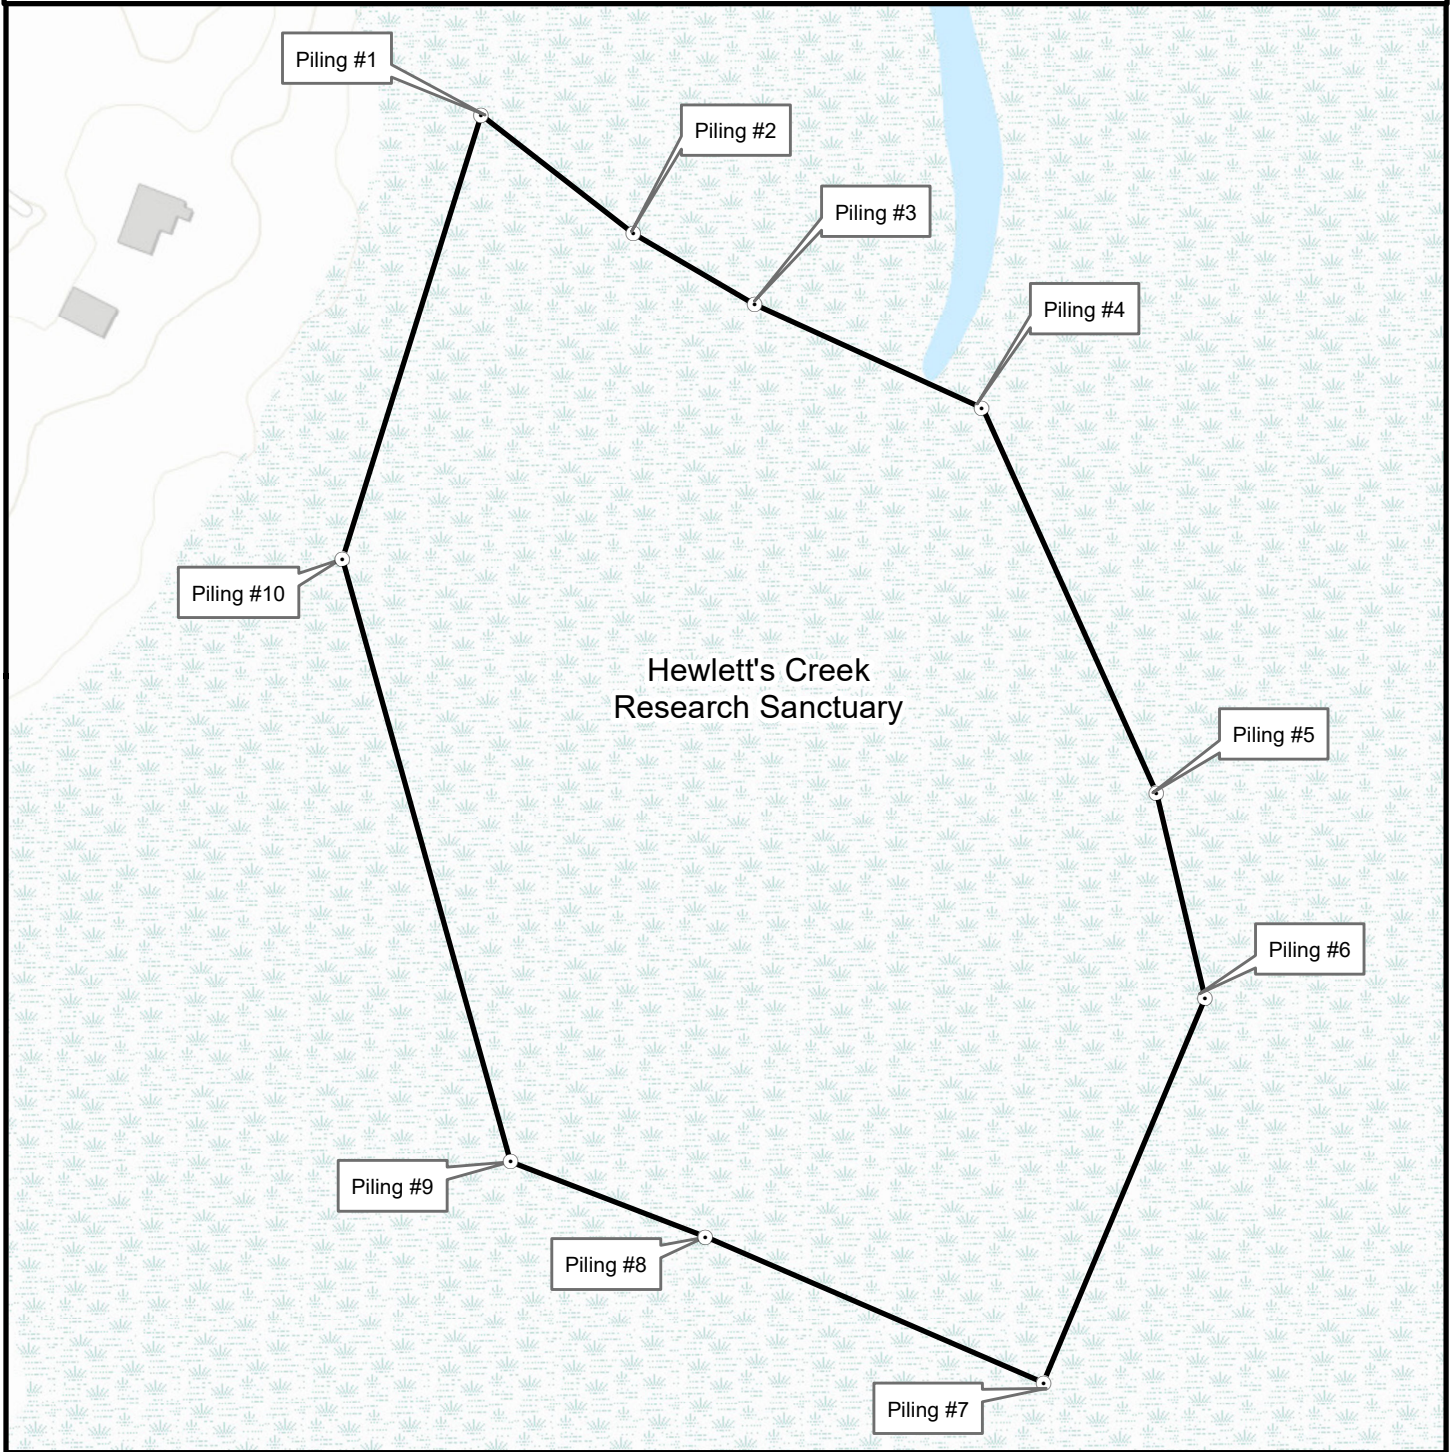 Piling #1
Piling #2
Piling #3
Piling #4
Piling #10
Hewlett's Creek
Research Sanctuary
Piling #5
Piling #6
Piling #9
Piling #8
Piling #7